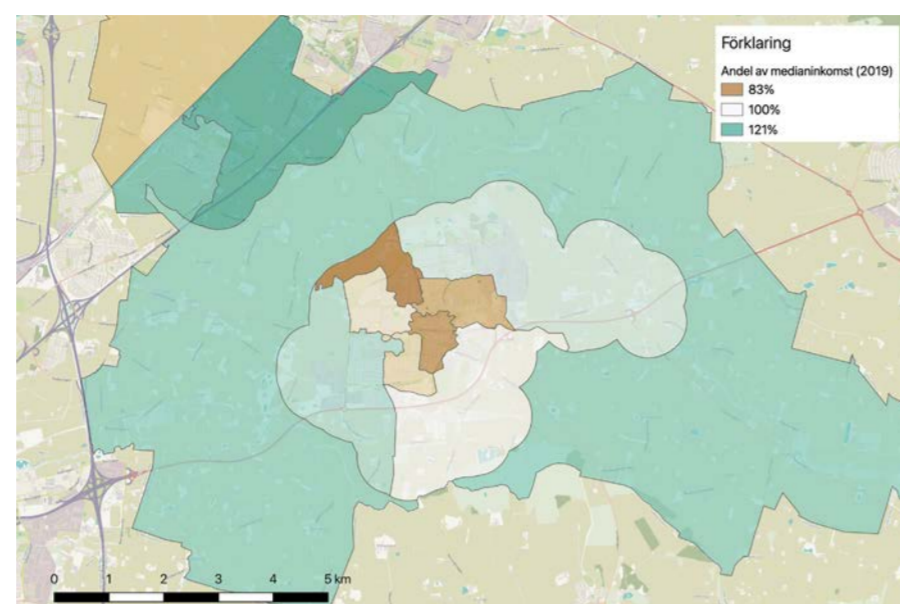 Förklaring
Andel av medianinkomst (2019)
83%
100%
121%
0 1 2 3 4 5 km